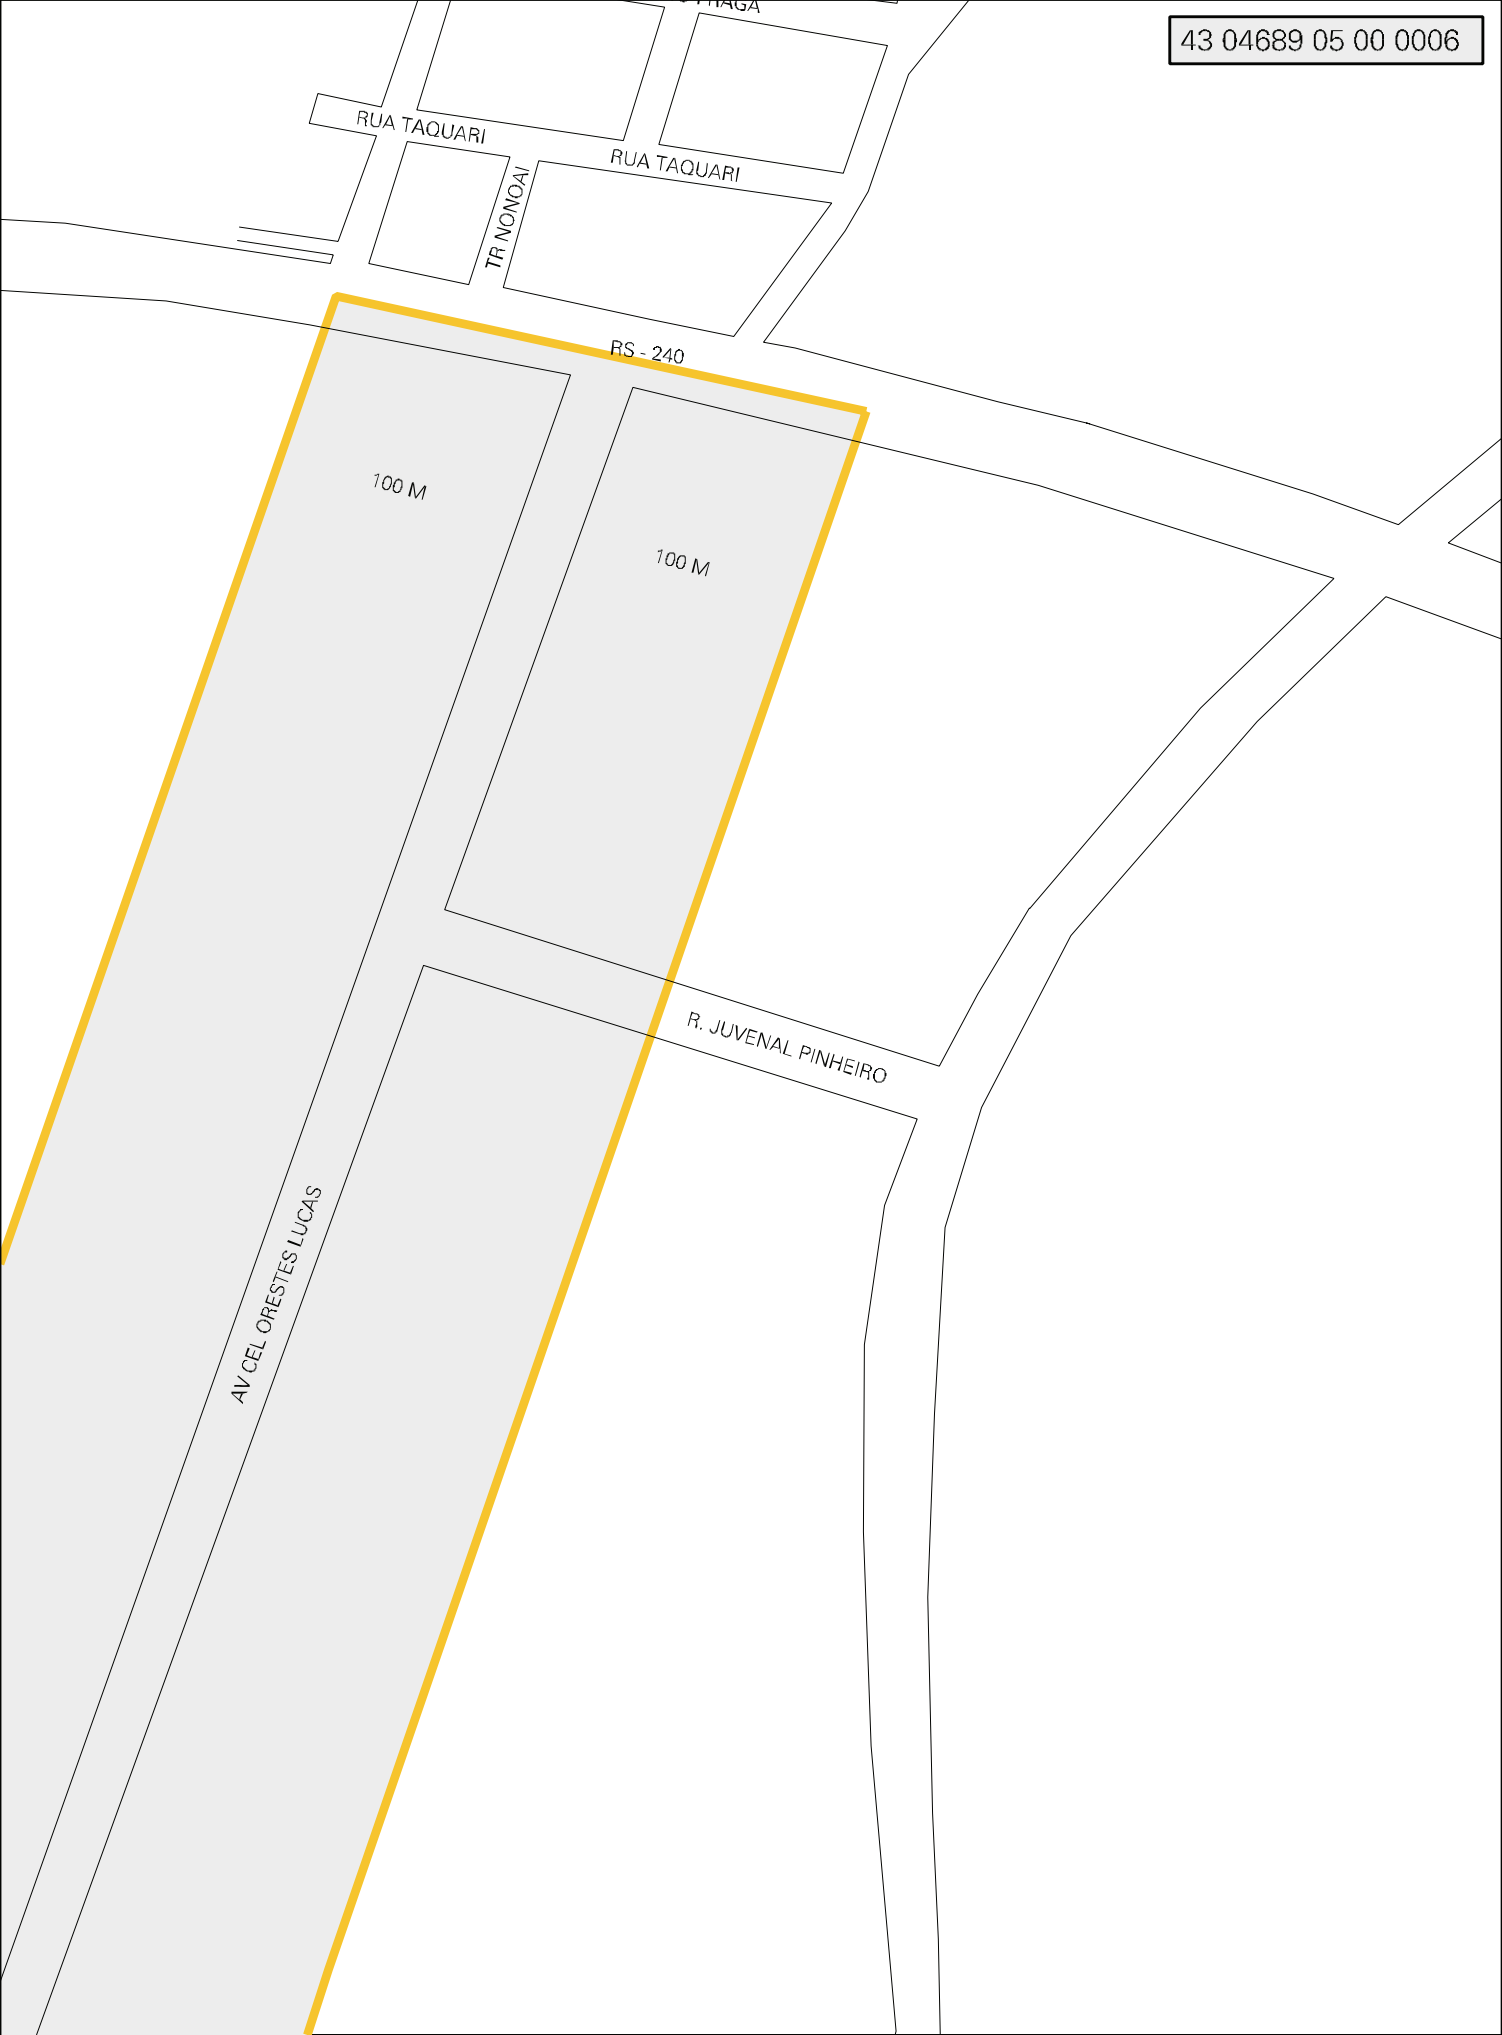 43 04689 05 00 0006
RUA TAQUARI
RUA TAQUARI
TR NONOAI
RS - 240
100 M
100 M
R. JUVENAL PINHEIRO
AV CEL ORESTES LUCAS